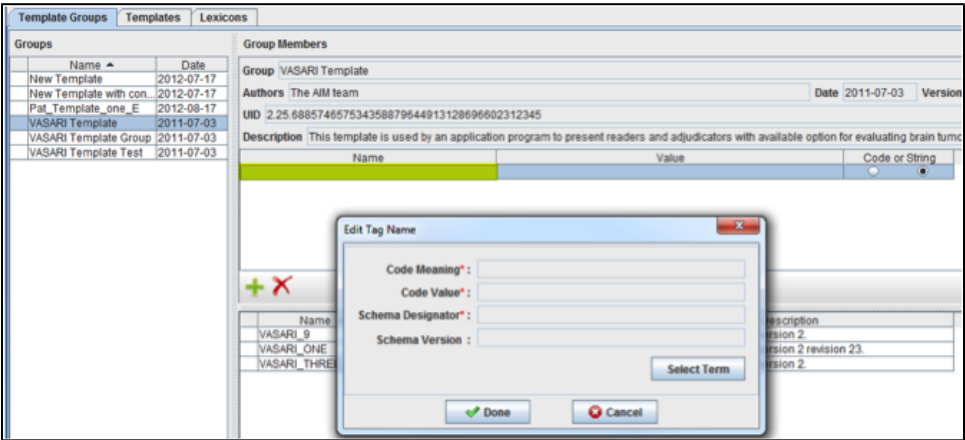 Template Groups Templates Lexicons
Groups
Name Date
New Template 2012-07-17
New Template with con... 2012-07-17
Pat_Template_one_E 2012-08-17
VASARI Template 2011-07-03
VASARI Template Group 2011-07-03
VASARI Template Test 2011-07-03
Group Members
Group VASARI Template
Authors The AIM team Date 2011-07-03 Version
UID 2.25.688574657534358879644913128696602312345
Description This template is used by an application program to present readers and adjudicators with available option for evaluating brain tumo
Name Value Code or String
Edit Tag Name
Code Meaning* :
Code Value* :
Schema Designator* :
Schema Version :
Select Term
Done Cancel
Name escription
VASARI_9 ersion 2.
VASARI_ONE ersion 2 revision 23.
VASARI_THREE ersion 2.